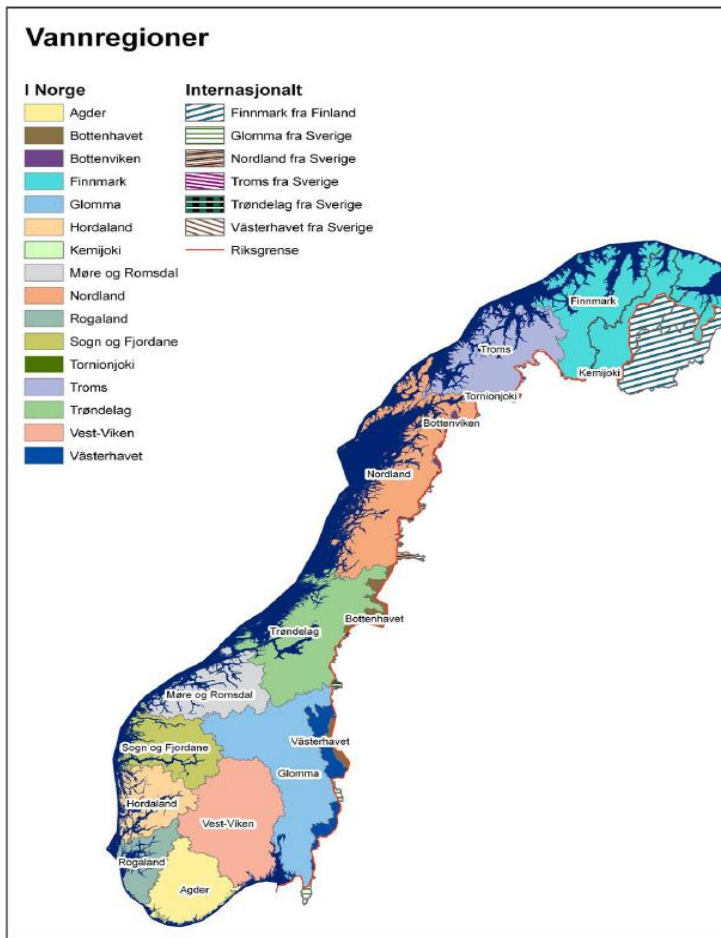 Vannregioner
I Norge
Agder
Bottenhavet
Bottenviken
Finnmark
Glomma
Hordaland
Kemijoki
Møre og Romsdal
Nordland
Rogaland
Sogn og Fjordane
Tornionjoki
Troms
Trøndelag
Vest-Viken
Västerhavet
Internasjonalt
Finnmark fra Finland
Glomma fra Sverige
Nordland fra Sverige
Troms fra Sverige
Trøndelag fra Sverige
Västerhavet fra Sverige
Riksgrense
Finnmark
Troms
Kemijoki
Tornionjoki
Bottenviken
Nordland
Bottenhavet
Trøndelag
Møre og Romsdal
Västerhavet
Sogn og Fjordane
Glomma
Hordaland
Vest-Viken
Rogaland
Agder